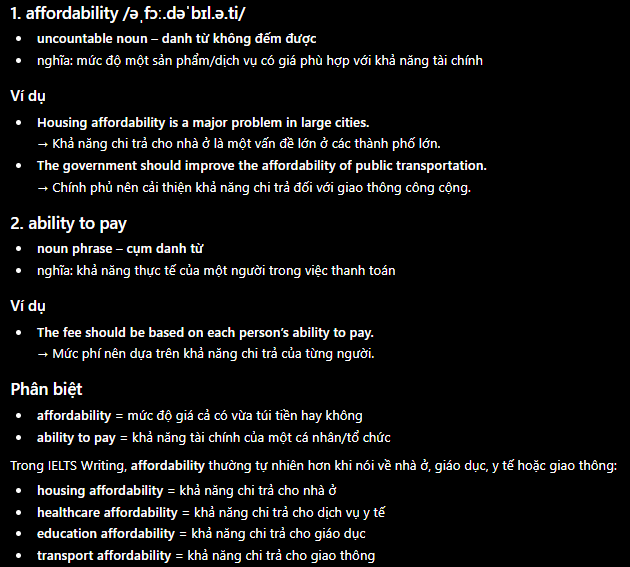 1. affordability /əˌfɔː.dəˈbɪl.ə.ti/
• uncountable noun – danh từ không đếm được
• nghĩa: mức độ một sản phẩm/dịch vụ có giá phù hợp với khả năng tài chính
Ví dụ
• Housing affordability is a major problem in large cities.
→ Khả năng chi trả cho nhà ở là một vấn đề lớn ở các thành phố lớn.
• The government should improve the affordability of public transportation.
→ Chính phủ nên cải thiện khả năng chi trả đối với giao thông công cộng.
2. ability to pay
• noun phrase – cụm danh từ
• nghĩa: khả năng thực tế của một người trong việc thanh toán
Ví dụ
• The fee should be based on each person’s ability to pay.
→ Mức phí nên dựa trên khả năng chi trả của từng người.
Phân biệt
• affordability = mức độ giá cả có vừa túi tiền hay không
• ability to pay = khả năng tài chính của một cá nhân/tổ chức
Trong IELTS Writing, affordability thường tự nhiên hơn khi nói về nhà ở, giáo dục, y tế hoặc giao thông:
• housing affordability = khả năng chi trả cho nhà ở
• healthcare affordability = khả năng chi trả cho dịch vụ y tế
• education affordability = khả năng chi trả cho giáo dục
• transport affordability = khả năng chi trả cho giao thông